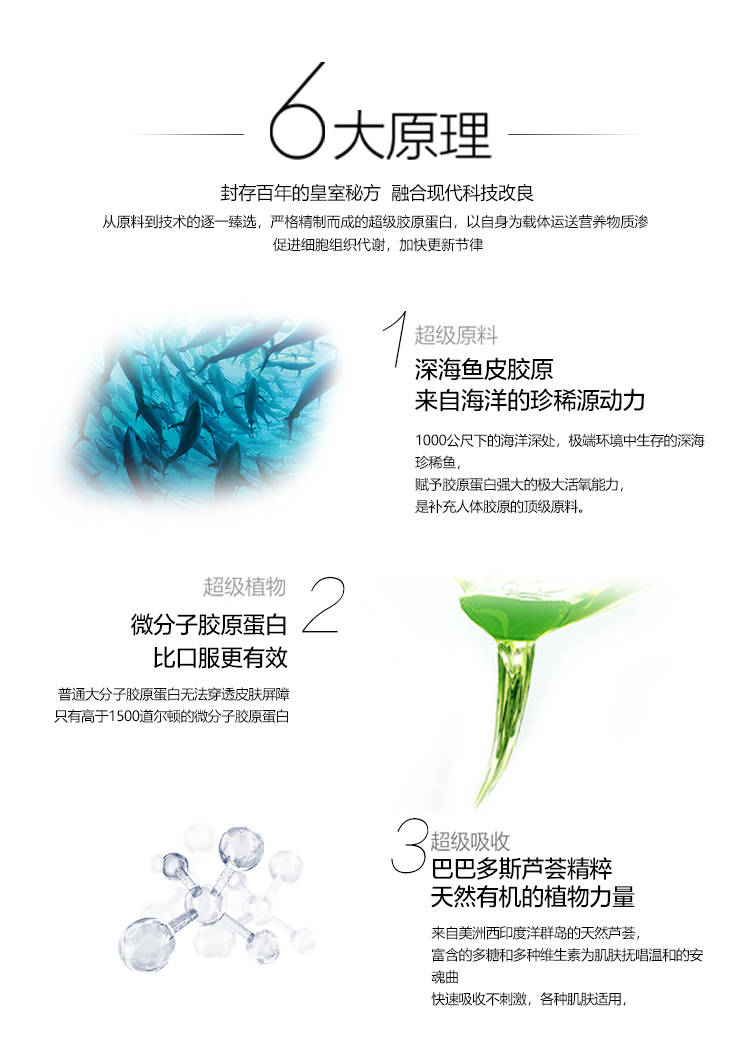 6大原理
封存百年的皇室秘方 融合现代科技改良
从原料到技术的逐一臻选，严格精制而成的超级胶原蛋白，以自身为载体运送营养物质渗
促进细胞组织代谢，加快更新节律
1 超级原料
深海鱼皮胶原
来自海洋的珍稀源动力
1000公尺下的海洋深处，极端环境中生存的深海
珍稀鱼，
赋予胶原蛋白强大的极大活氧能力，
是补充人体胶原的顶级原料。
超级植物 2
微分子胶原蛋白
比口服更有效
普通大分子胶原蛋白无法穿透皮肤屏障
只有高于1500道尔顿的微分子胶原蛋白
3 超级吸收
巴巴多斯芦荟精粹
天然有机的植物力量
来自美洲西印度洋群岛的天然芦荟，
富含的多糖和多种维生素为肌肤抚唱温和的安
魂曲
快速吸收不刺激，各种肌肤适用，